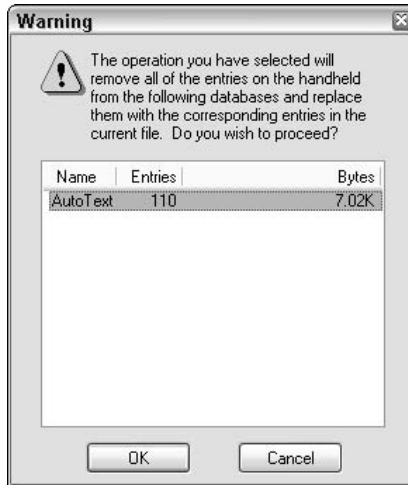 Warning
The operation you have selected will
remove all of the entries on the handheld
from the following databases and replace
them with the corresponding entries in the
current file. Do you wish to proceed?
Name Entries Bytes
AutoText 110 7.02K
OK Cancel